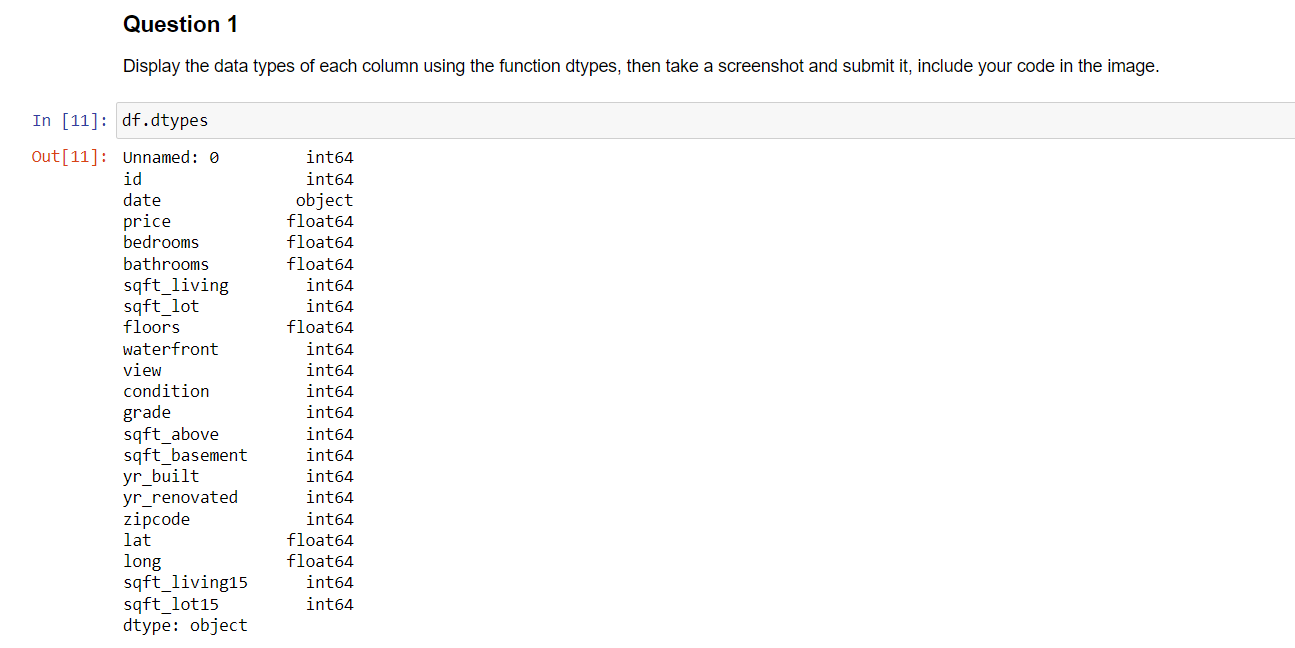 Question 1
Display the data types of each column using the function dtypes, then take a screenshot and submit it, include your code in the image.
In [11]: df.dtypes
Out[11]: Unnamed: 0 int64
id int64
date object
price float64
bedrooms float64
bathrooms float64
sqft_living int64
sqft_lot int64
floors float64
waterfront int64
view int64
condition int64
grade int64
sqft_above int64
sqft_basement int64
yr_built int64
yr_renovated int64
zipcode int64
lat float64
long float64
sqft_living15 int64
sqft_lot15 int64
dtype: object